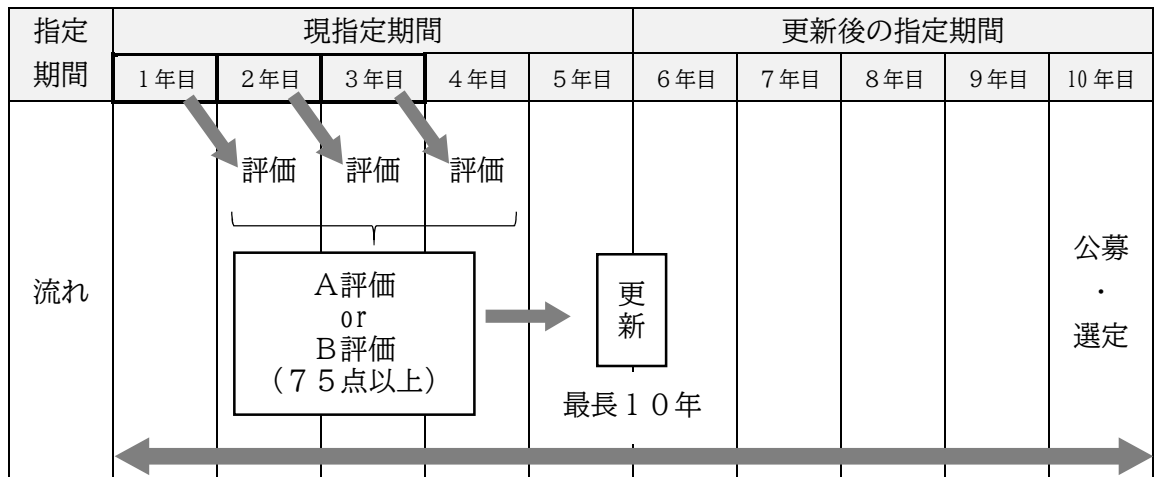 指定
期間
現指定期間
更新後の指定期間
1年目
2年目
3年目
4年目
5年目
6年目
7年目
8年目
9年目
10年目
流れ
評価
評価
評価
A評価
or
B評価
（75点以上）
更
新
最長10年
公募
・
選定